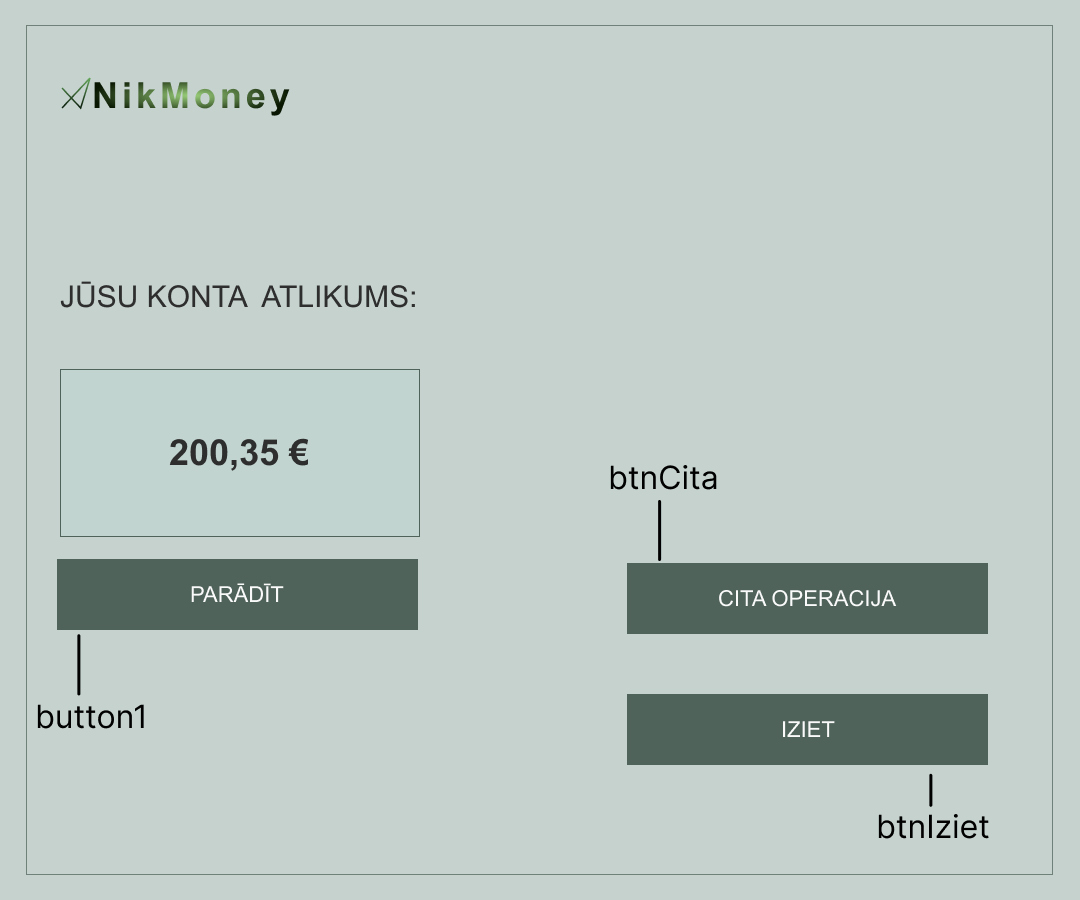 NikMoney
JŪSU KONTA  ATLIKUMS:
200,35 €
PARĀDĪT
button1
btnCita
CITA OPERACIJA
IZIET
btnIziet